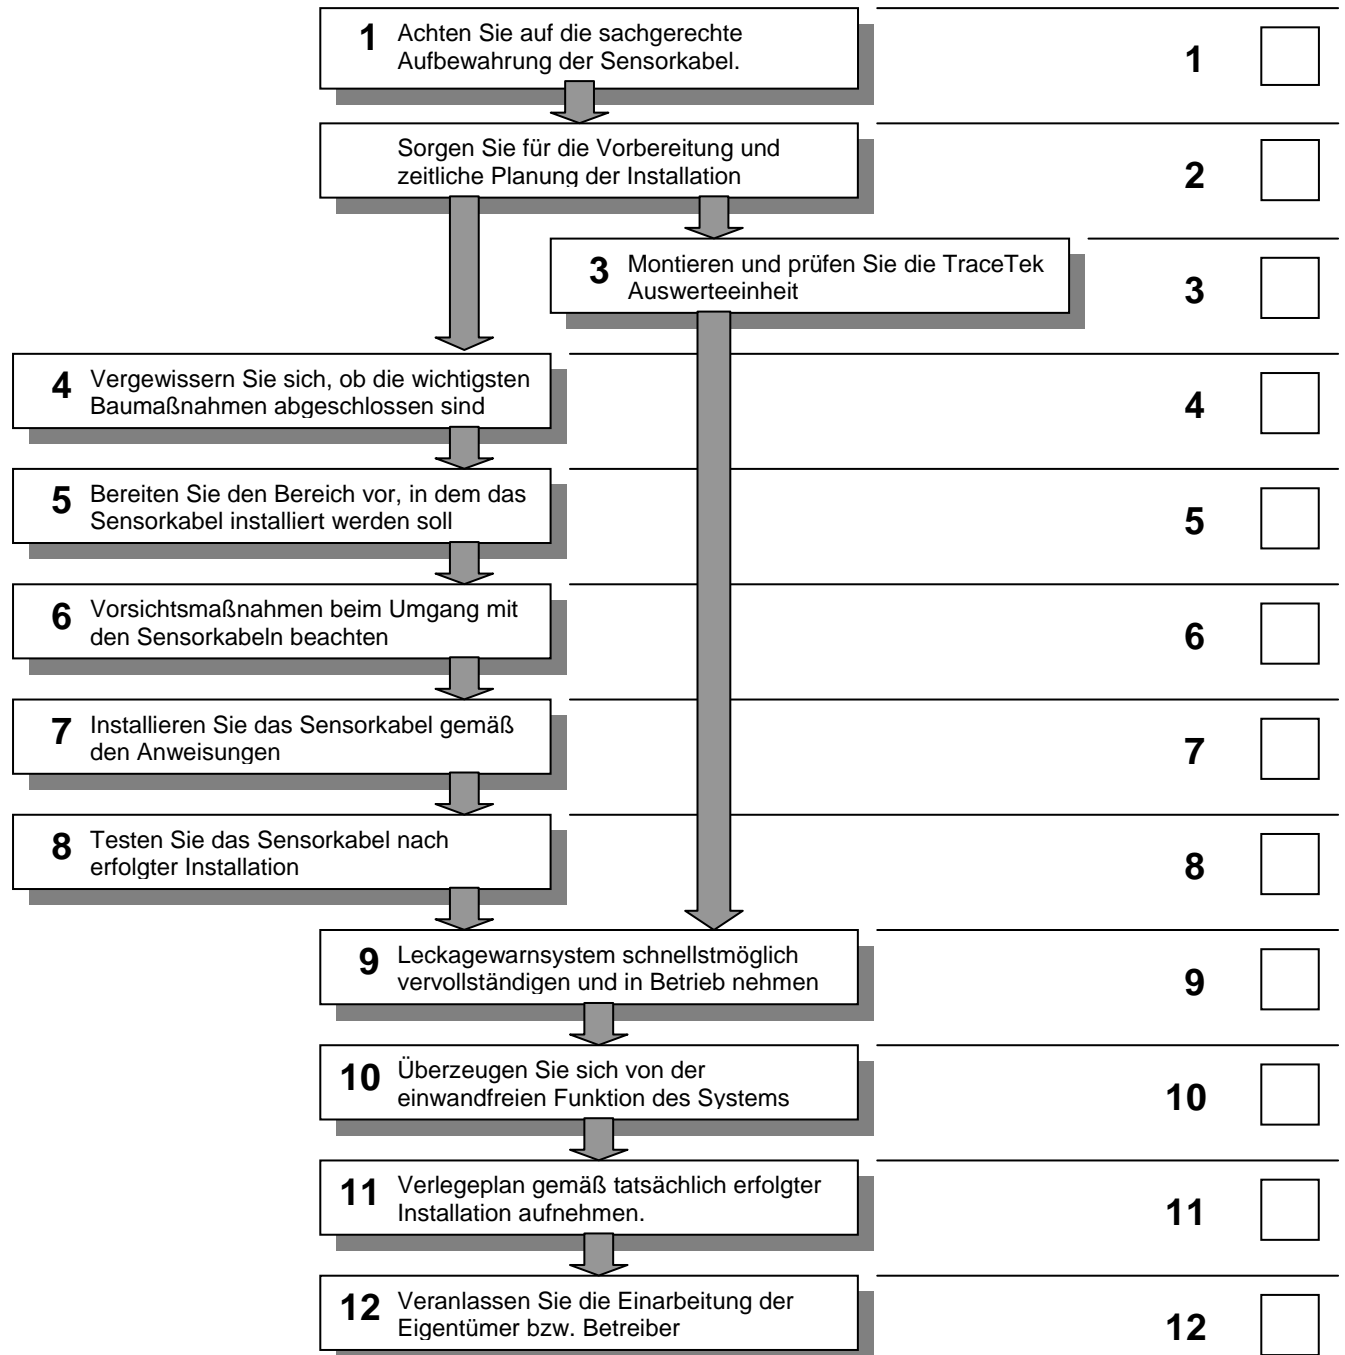 1 Achten Sie auf die sachgerechte
Aufbewahrung der Sensorkabel.
1
Sorgen Sie für die Vorbereitung und
zeitliche Planung der Installation
2
3 Montieren und prüfen Sie die TraceTek
Auswerteeinheit
3
4 Vergewissern Sie sich, ob die wichtigsten
Baumaßnahmen abgeschlossen sind
4
5 Bereiten Sie den Bereich vor, in dem das
Sensorkabel installiert werden soll
5
6 Vorsichtsmaßnahmen beim Umgang mit
den Sensorkabeln beachten
6
7 Installieren Sie das Sensorkabel gemäß
den Anweisungen
7
8 Testen Sie das Sensorkabel nach
erfolgter Installation
8
9 Leckagewarnsystem schnellstmöglich
vervollständigen und in Betrieb nehmen
9
10 Überzeugen Sie sich von der
einwandfreien Funktion des Systems
10
11 Verlegeplan gemäß tatsächlich erfolgter
Installation aufnehmen.
11
12 Veranlassen Sie die Einarbeitung der
Eigentümer bzw. Betreiber
12